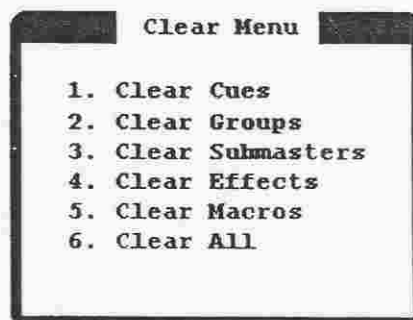 Clear Menu
1. Clear Cues
2. Clear Groups
3. Clear Submasters
4. Clear Effects
5. Clear Macros
6. Clear All